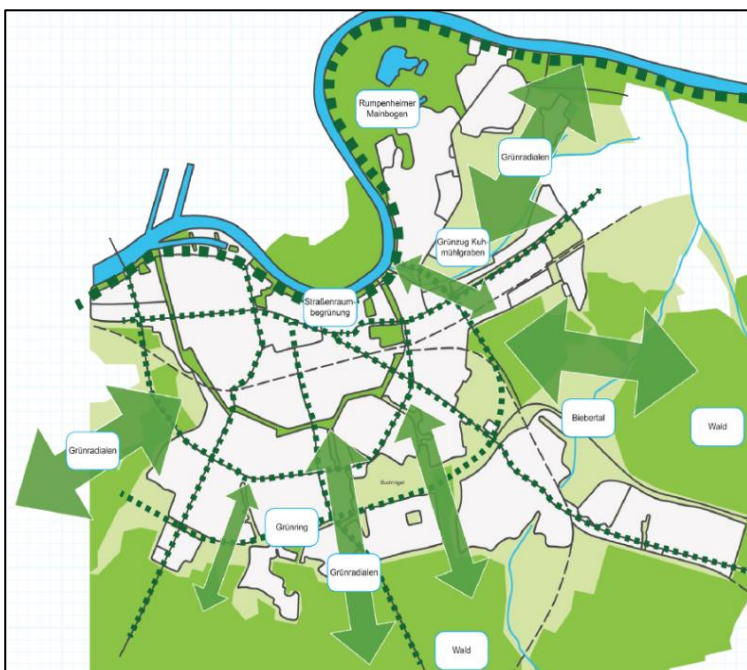 Rumpenheimer
Mainbogen
Grünradialen
Grünzug Kuh-
mühlgraben
Straßenraum-
begrünung
Biebertal
Wald
Grünradialen
Grünring
Grünradialen
Wald